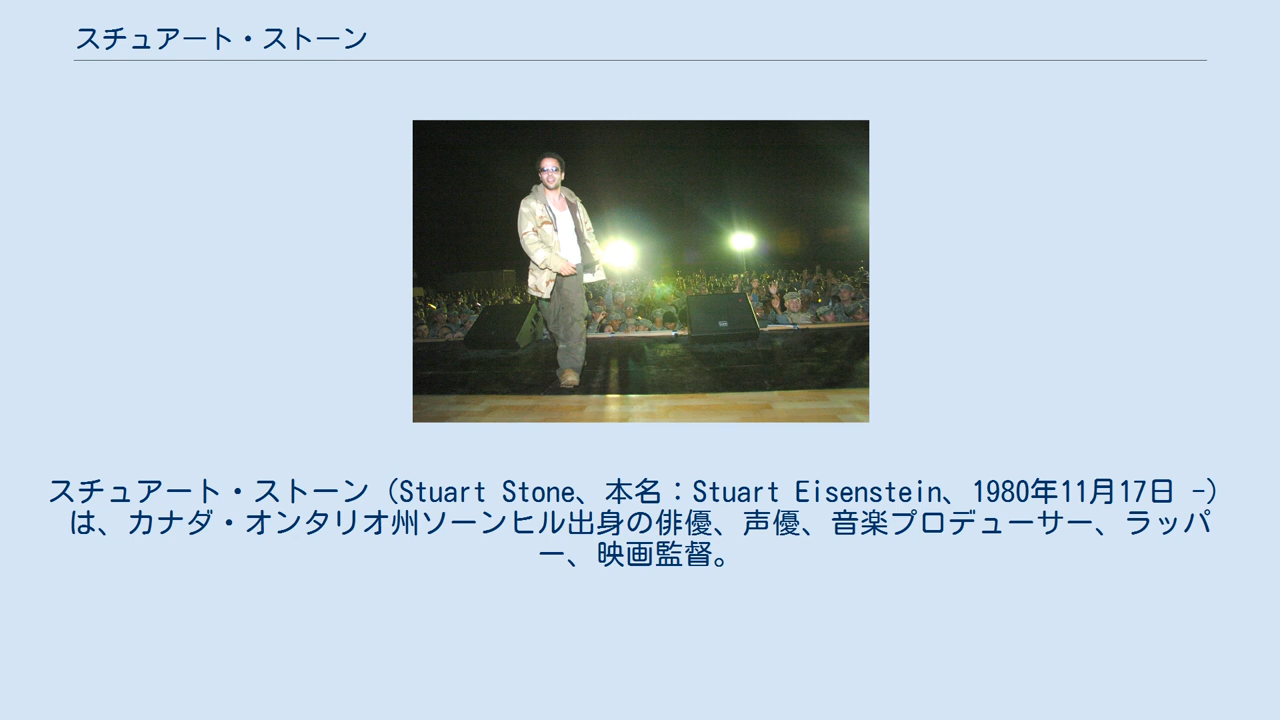 スチュアート・ストーン
スチュアート・ストーン（Stuart Stone、本名：Stuart Eisenstein、1980年11月17日 -）
は、カナダ・オンタリオ州ソーンヒル出身の俳優、声優、音楽プロデューサー、ラッパ
ー、映画監督。